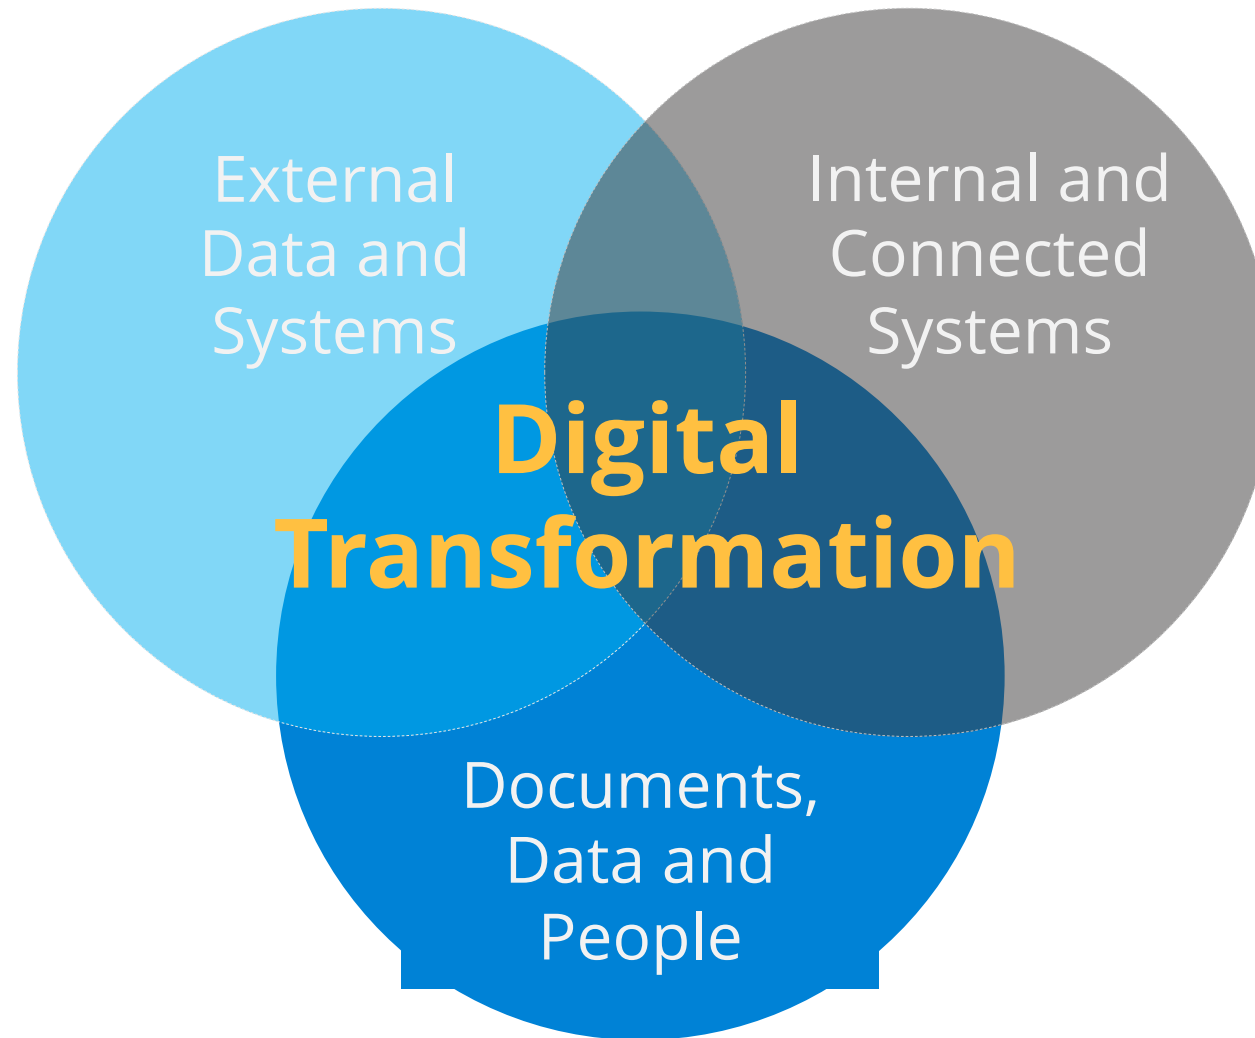 External
Data and
Systems
Internal and
Connected
Systems
Digital
Transformation
Documents,
Data and
People